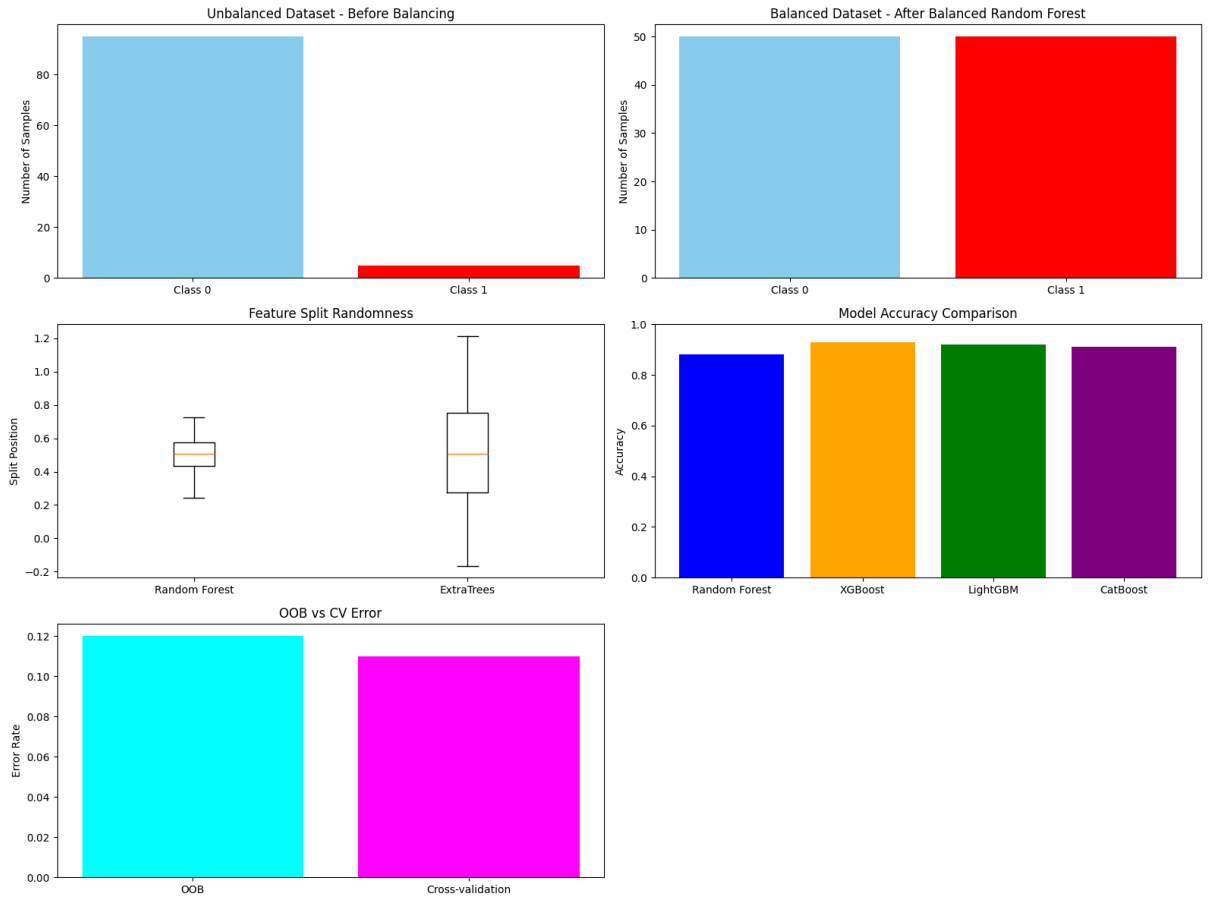 Unbalanced Dataset - Before Balancing
Number of Samples
80
60
40
20
0
Class 0
Class 1
Balanced Dataset - After Balanced Random Forest
Number of Samples
50
40
30
20
10
0
Class 0
Class 1
Feature Split Randomness
Split Position
1.2
1.0
0.8
0.6
0.4
0.2
0.0
−0.2
Random Forest
ExtraTrees
Model Accuracy Comparison
Accuracy
1.0
0.8
0.6
0.4
0.2
0.0
Random Forest
XGBoost
LightGBM
CatBoost
OOB vs CV Error
Error Rate
0.12
0.10
0.08
0.06
0.04
0.02
0.00
OOB
Cross-validation